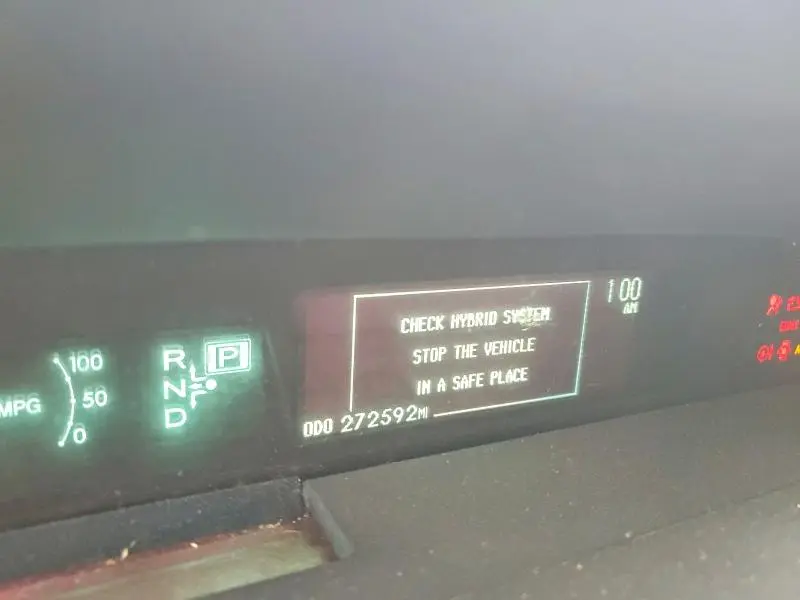 100
MPG 50
0
R P
N
D
CHECK HYBRID SYSTEM
STOP THE VEHICLE
IN A SAFE PLACE
ODO 272592MI
1 00
AM